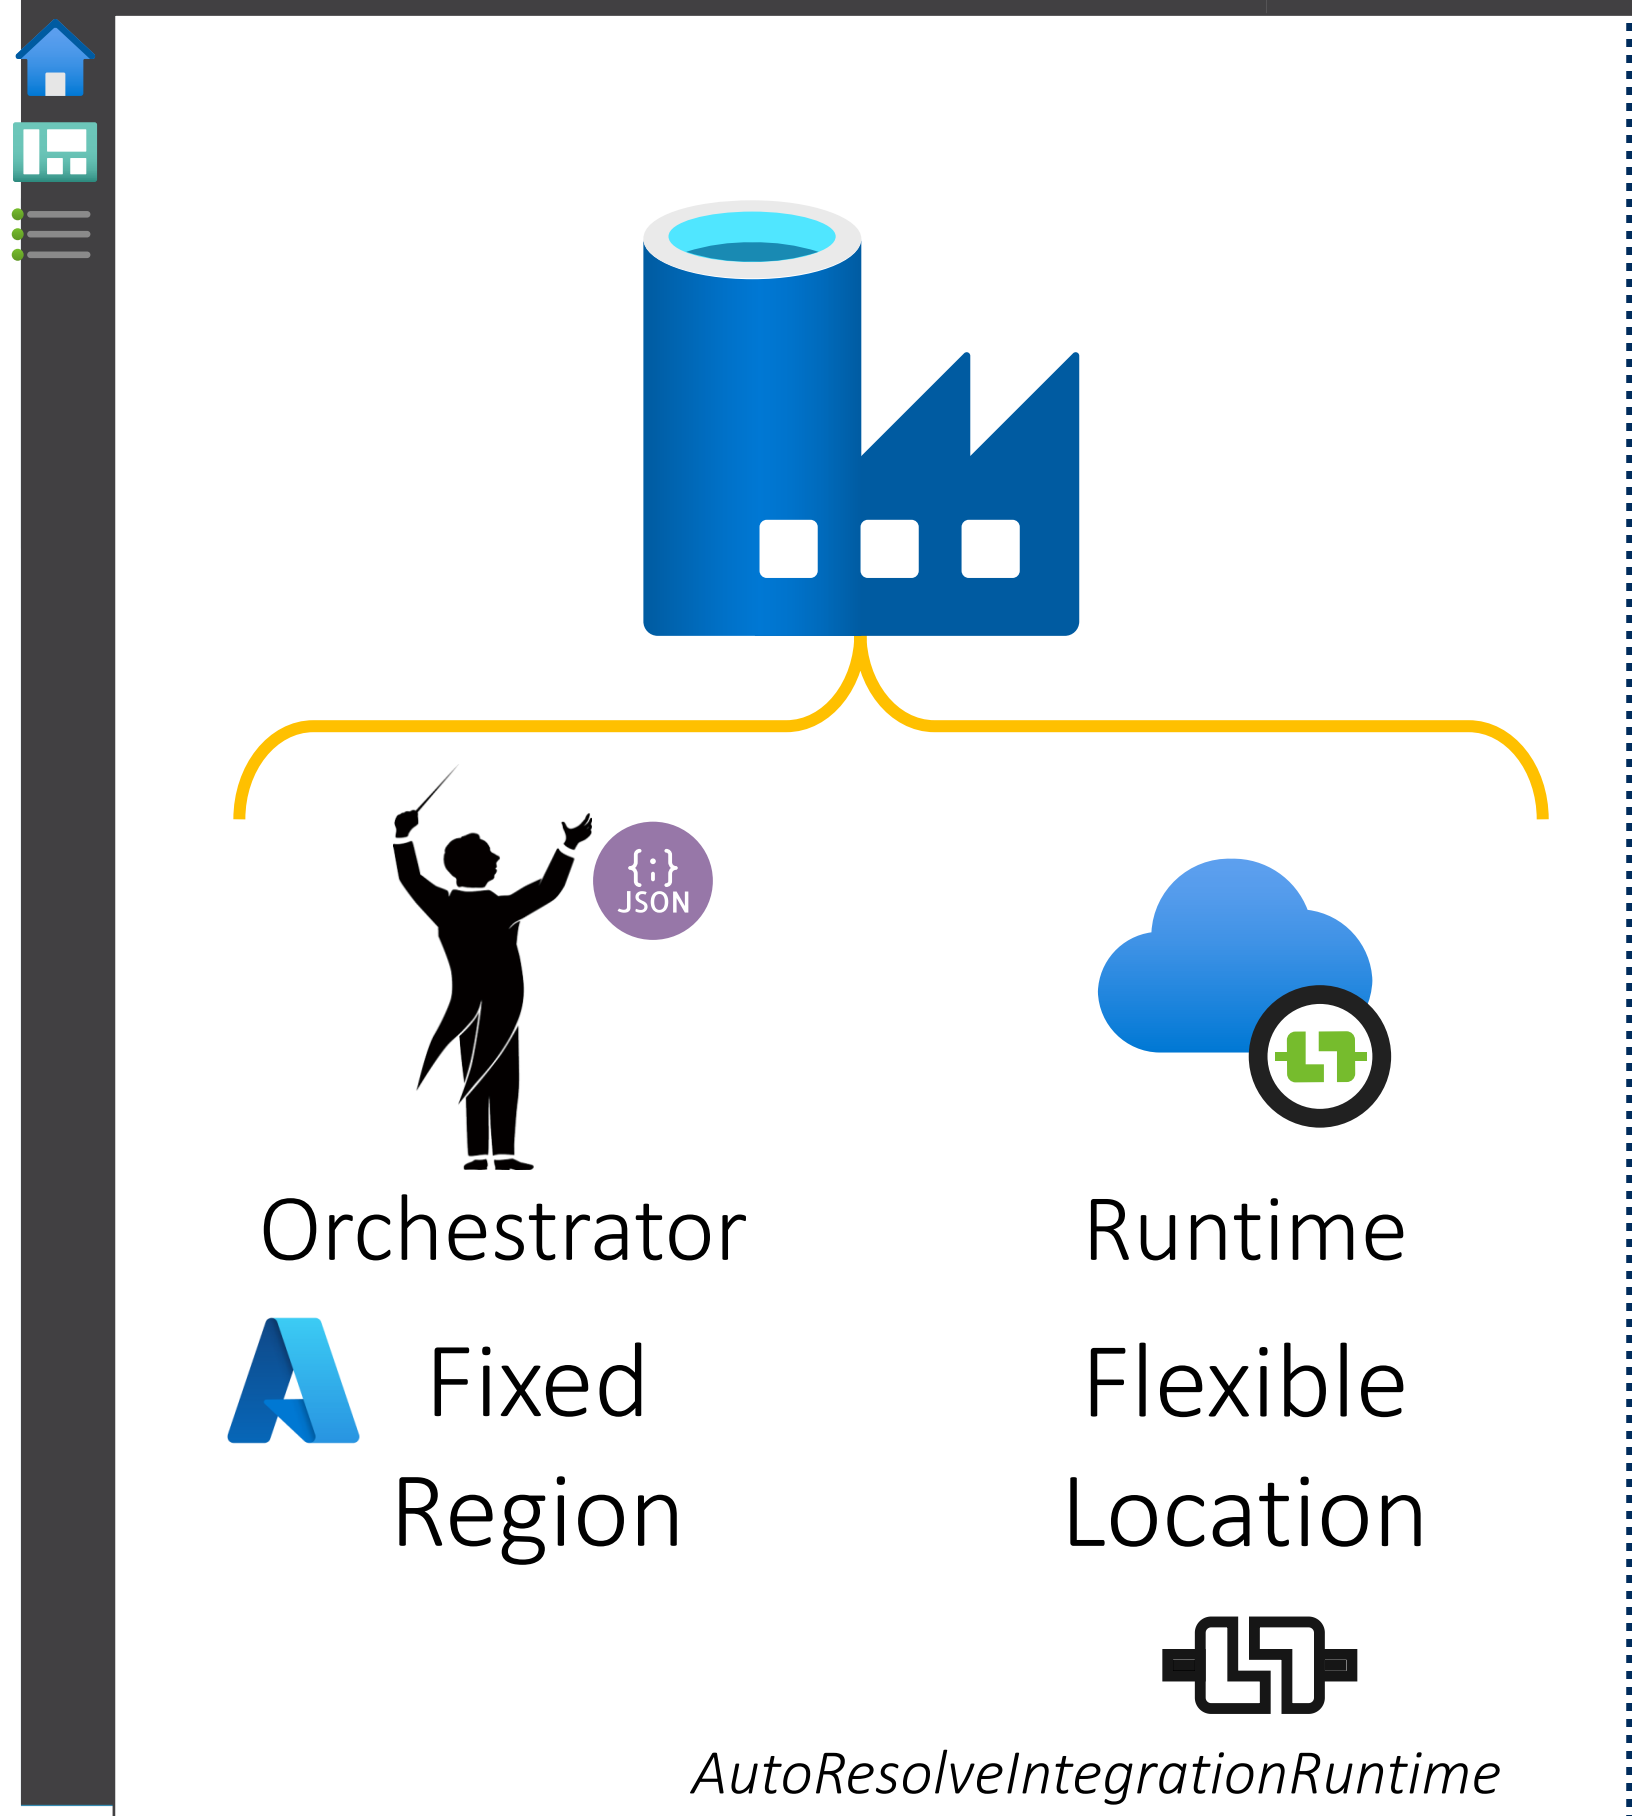 {;}
JSON
Orchestrator
Runtime
Fixed
Region
Flexible
Location
AutoResolveIntegrationRuntime